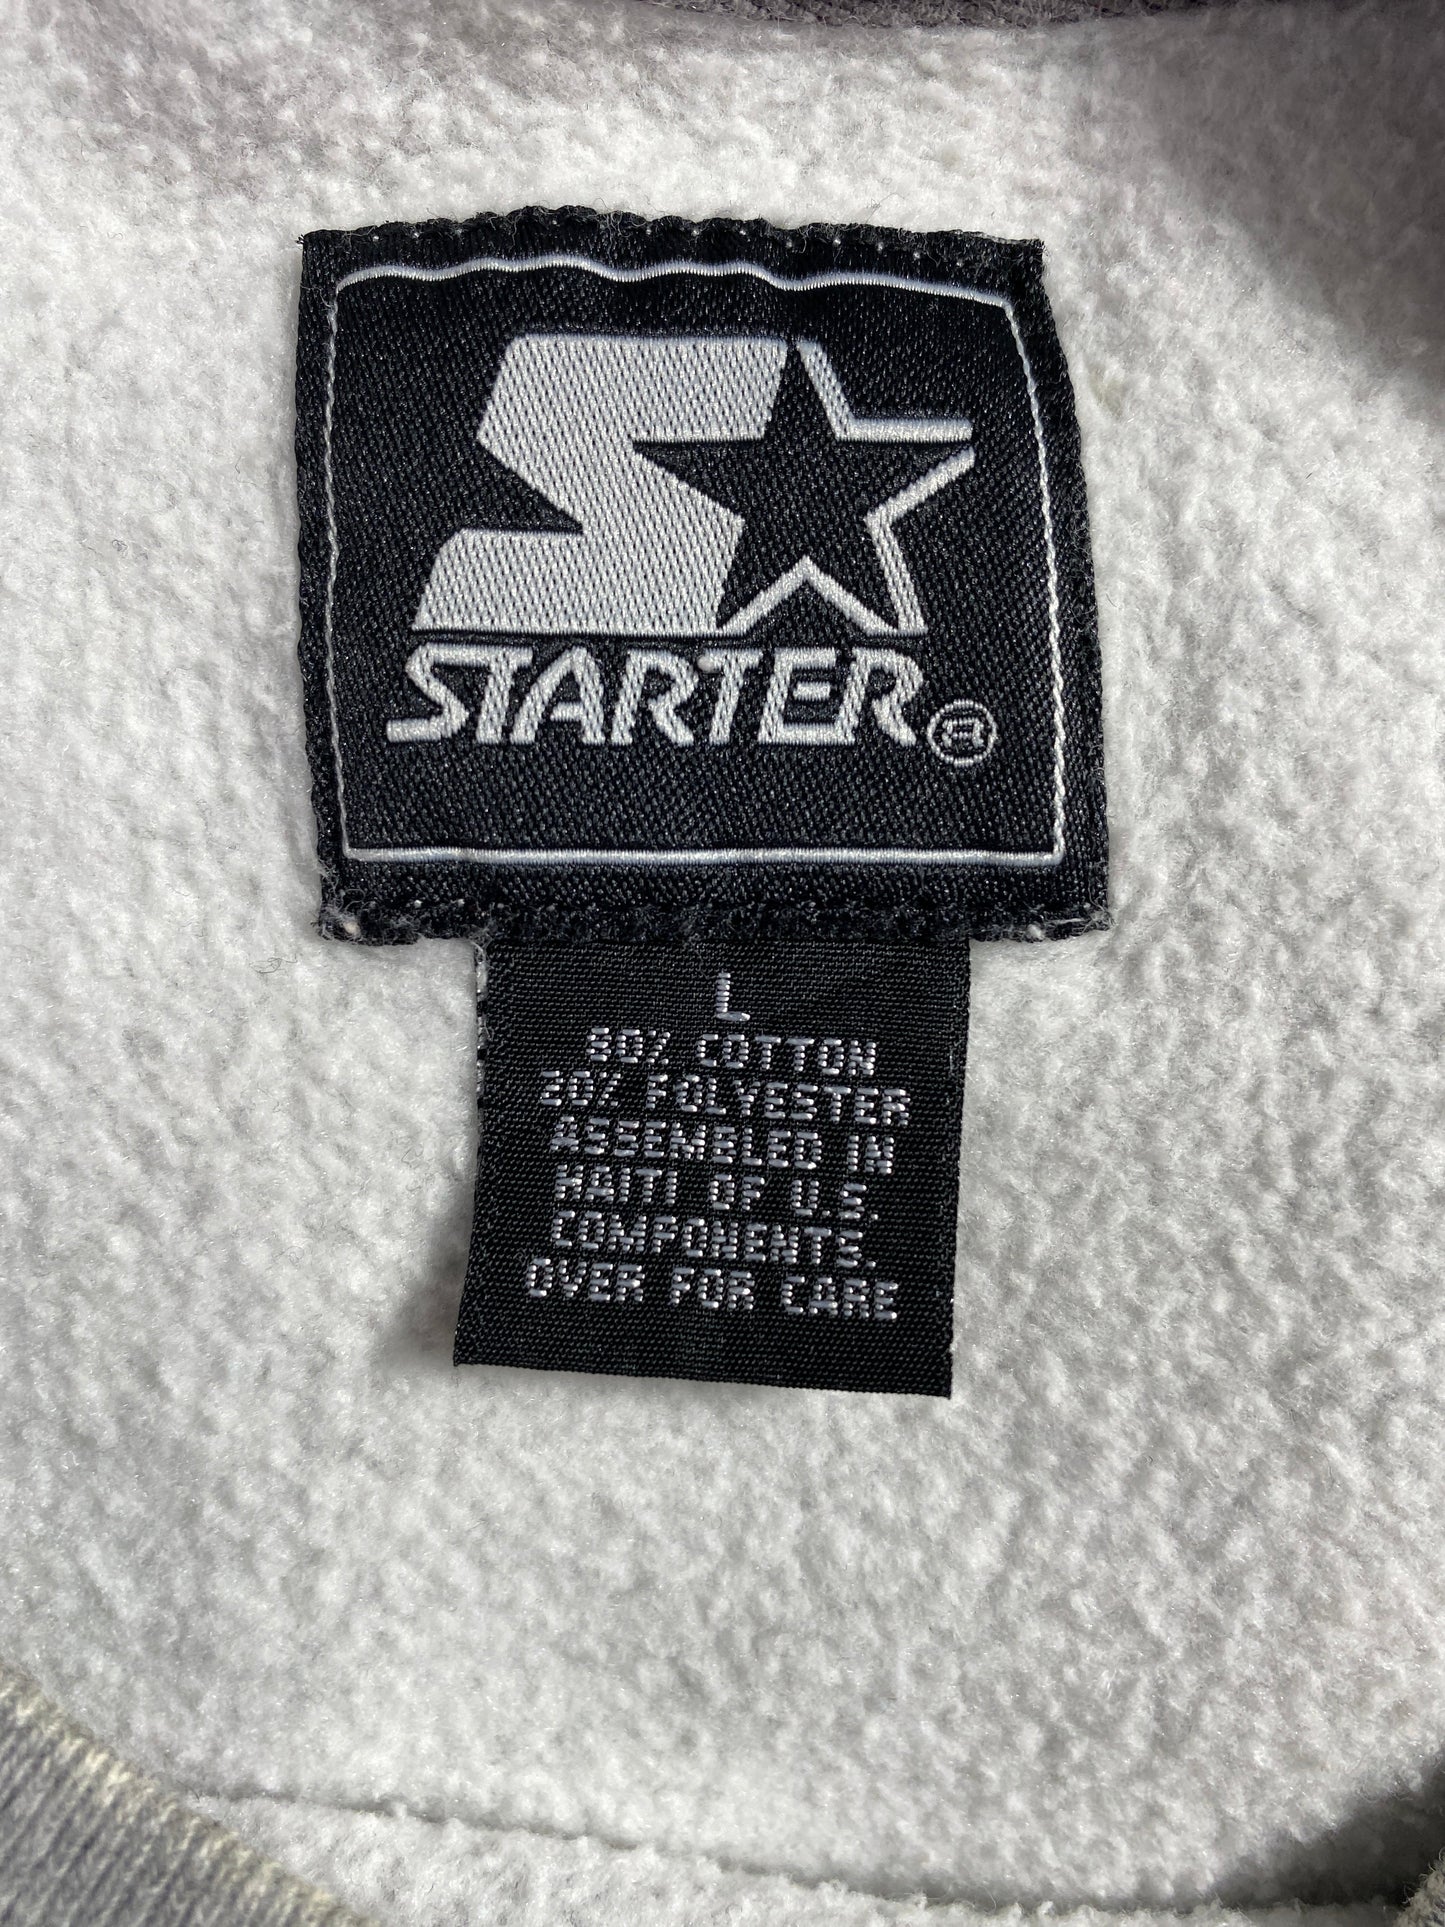 STARTER®
L
80% COTTON
20% POLYESTER
ASSEMBLED IN
HAITI OF U.S.
COMPONENTS.
OVER FOR CARE